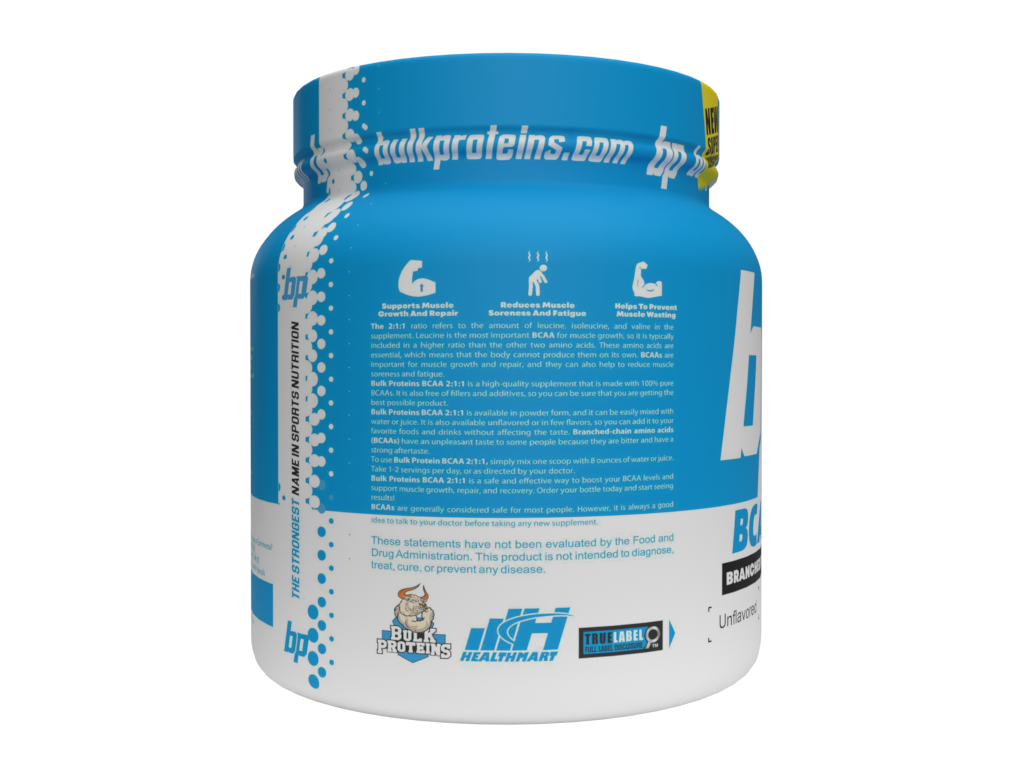 bulkproteins.com
bp
NEW
bp
THE STRONGEST NAME IN SPORTS NUTRITION
bp
Supports Muscle
Growth And Repair
Reduces Muscle
Soreness And Fatigue
Helps To Prevent
Muscle Wasting
The 2:1:1 ratio refers to the amount of leucine, isoleucine, and valine in the
supplement. Leucine is the most important BCAA for muscle growth, so it is typically
included in a higher ratio than the other two amino acids. These amino acids are
essential, which means that the body cannot produce them on its own. BCAAs are
important for muscle growth and repair, and they can also help to reduce muscle
soreness and fatigue.
Bulk Proteins BCAA 2:1:1 is a high-quality supplement that is made with 100% pure
BCAAs. It is also free of fillers and additives, so you can be sure that you are getting the
best possible product.
Bulk Proteins BCAA 2:1:1 is available in powder form, and it can be easily mixed with
water or juice. It is also available unflavored or in few flavors, so you can add it to your
favorite foods and drinks without affecting the taste. Branched-chain amino acids
(BCAAs) have an unpleasant taste to some people because they are bitter and have a
strong aftertaste.
To use Bulk Protein BCAA 2:1:1, simply mix one scoop with 8 ounces of water or juice.
Take 1-2 servings per day, or as directed by your doctor.
Bulk Proteins BCAA 2:1:1 is a safe and effective way to boost your BCAA levels and
support muscle growth, repair, and recovery. Order your bottle today and start seeing
results!
BCAAs are generally considered safe for most people. However, it is always a good
idea to talk to your doctor before taking any new supplement.
These statements have not been evaluated by the Food and
Drug Administration. This product is not intended to diagnose,
treat, cure, or prevent any disease.
BULK
PROTEINS
HEALTHMART
TRUELABEL
FULL LABEL DISCLOSURE
TM
BCA
BRANCHED
Unflavored